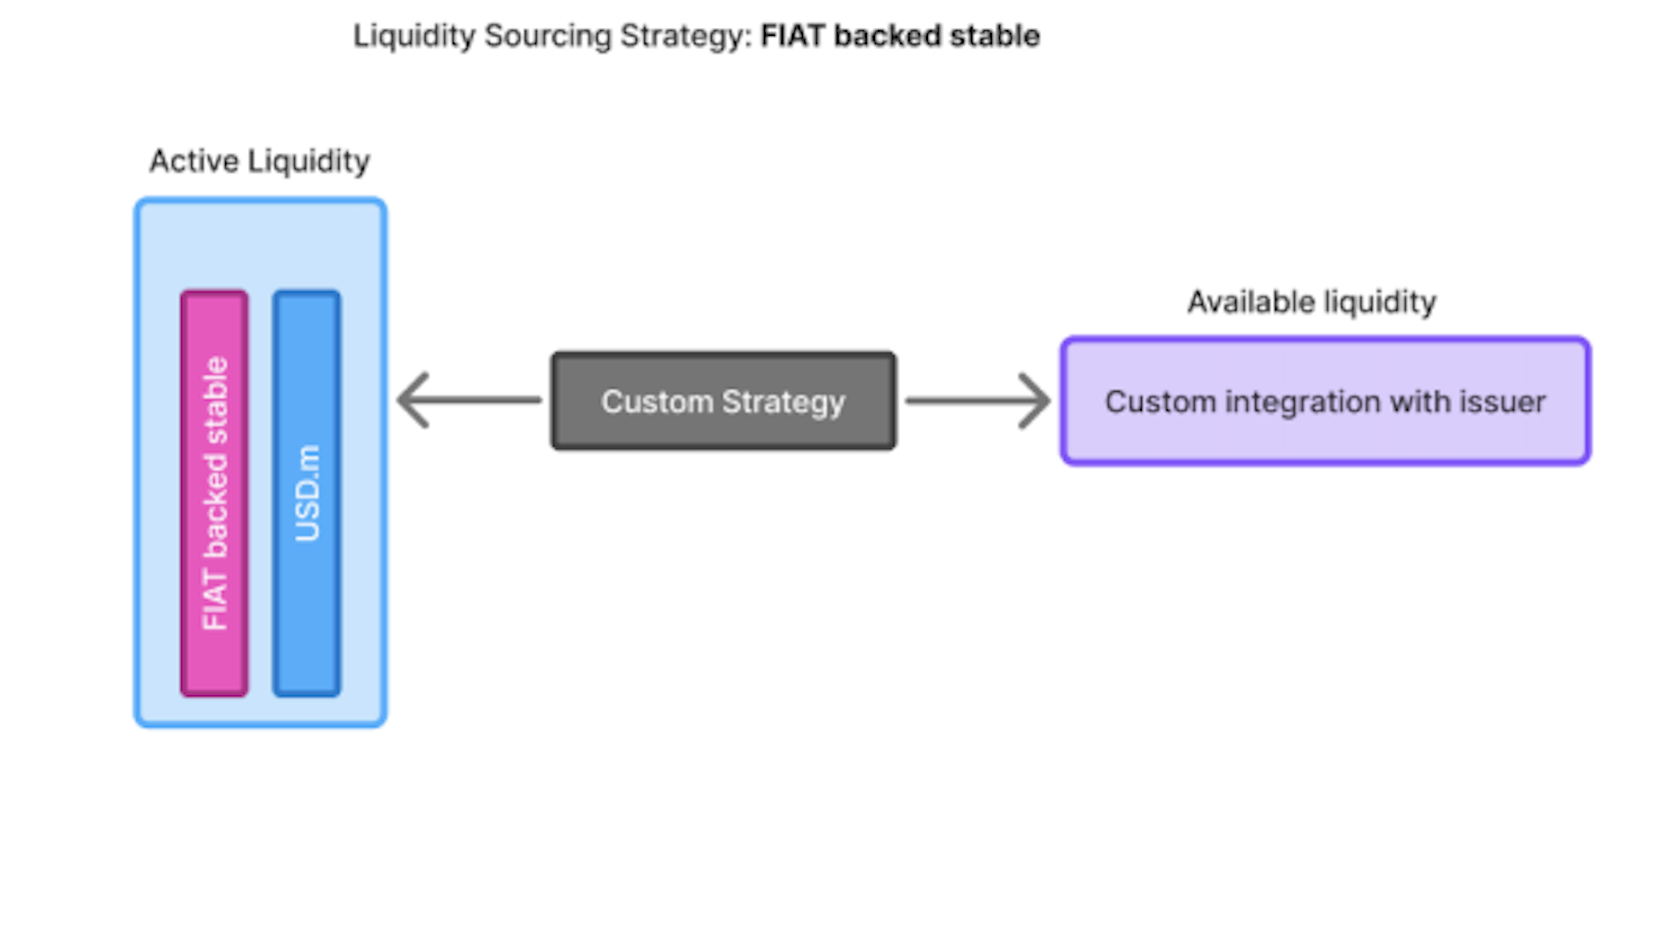 Liquidity Sourcing Strategy: FIAT backed stable
Active Liquidity
FIAT backed stable
USD.m
Custom Strategy
Available liquidity
Custom integration with issuer